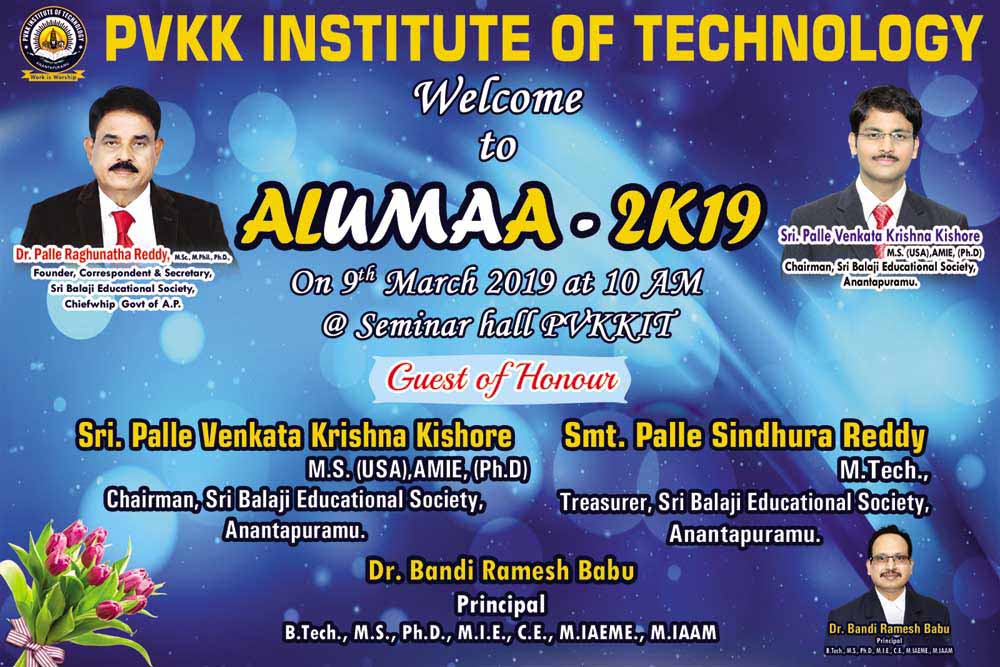 PVKK INSTITUTE OF TECHNOLOGY
PVKK INSTITUTE OF TECHNOLOGY
ANANTAPURAMU
Work is Worship
Welcome
to
ALUMAA - 2K19
On 9th March 2019 at 10 AM
@ Seminar hall PVKKIT
Dr. Palle Raghunatha Reddy, M.Sc., M.Phil., Ph.D.,
Founder, Correspondent & Secretary,
Sri Balaji Educational Society,
Chiefwhip Govt of A.P.
Sri. Palle Venkata Krishna Kishore
M.S. (USA),AMIE, (Ph.D)
Chairman, Sri Balaji Educational Society,
Anantapuramu.
Guest of Honour
Sri. Palle Venkata Krishna Kishore
M.S. (USA),AMIE, (Ph.D)
Chairman, Sri Balaji Educational Society,
Anantapuramu.
Smt. Palle Sindhura Reddy
M.Tech.,
Treasurer, Sri Balaji Educational Society,
Anantapuramu.
Dr. Bandi Ramesh Babu
Principal
B.Tech., M.S., Ph.D., M.I.E., C.E., M.IAEME., M.IAAM
Dr. Bandi Ramesh Babu
Principal
B.Tech., M.S., Ph.D., M.I.E., C.E., M.IAEME., M.IAAM